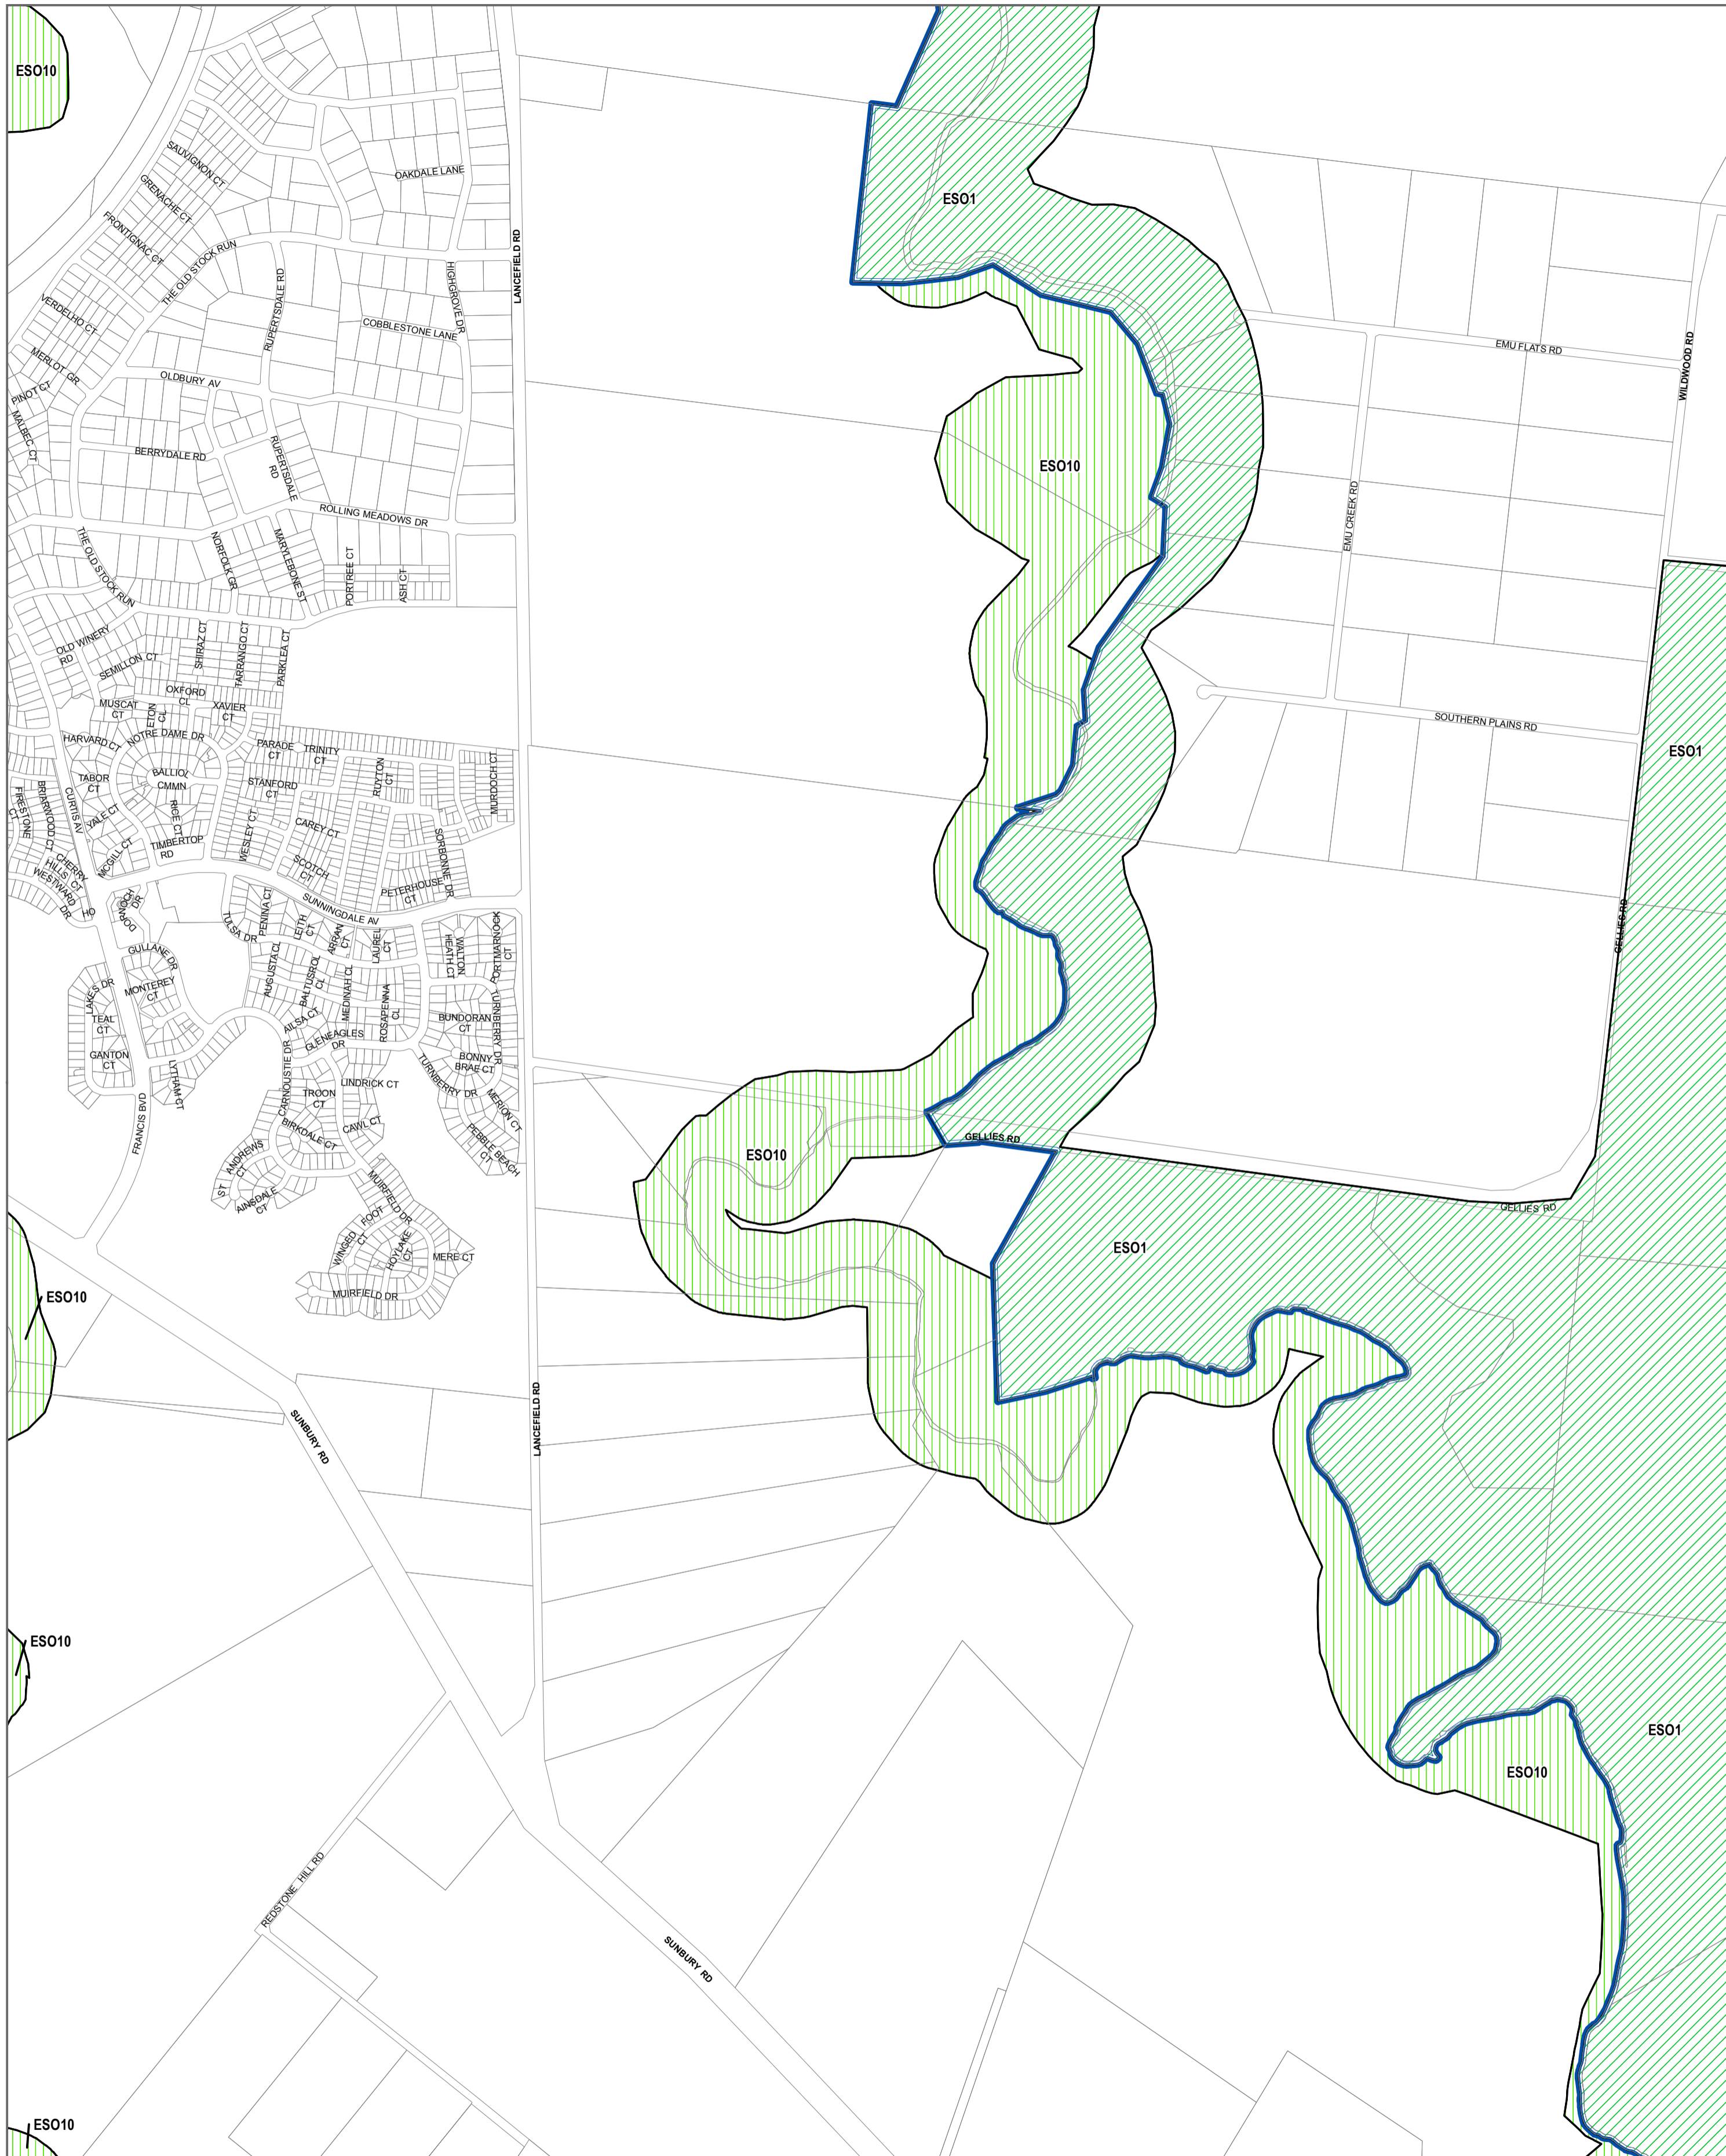 ESO10
SAUVIGNON CT
OAKDALE LANE
GRENACHE CT
ESO1
FRONTIGNAC CT
THE OLD STOCK RUN
LANCEFIELD RD
HIGHGROVE DR
RUPERTSDALE RD
VERDELHO CT
COBBLESTONE LANE
EMU FLATS RD
WILDWOOD RD
MERLOT GR
OLDBURY AV
PINOT CT
MALBEC CT
BERRYDALE RD
RUPERTSDALE
RD
ESO10
ROLLING MEADOWS DR
EMU CREEK RD
THE OLD STOCK RUN
NORFOLK GR
MARYLEBONE ST
PORTREE CT
ASH CT
OLD WINERY
RD
SHIRAZ CT
TARRANGO CT
PARKLEA CT
SEMILLON CT
OXFORD
CL
MUSCAT
CT
XAVIER
CT
SOUTHERN PLAINS RD
HARVARD CT
NOTRE DAME DR
PARADE
CT
TRINITY
CT
ESO1
TABOR
CT
BALLIOL
CMMN
STANFORD
CT
RUYTON
CT
MURDOCH CT
FIRESTONE
CT
BRIARWOOD CT
CURTIS AV
YALE CT
RICE CT
WESLEY CT
CAREY CT
SORBONNE DR
MCGILL CT
TIMBERTOP
RD
SCOTCH
CT
CHERRY
HILLS CT
WESTWARD
HO
DR
PETERHOUSE
CT
DORNOCH
DR
SUNNINGDALE AV
TULSA DR
PENINA CT
LEITH
CT
ARRAN
CT
LAUREL
CT
WALTON
HEATH CT
PORTMARNOCK
CT
GELLIES RD
GULLANE DR
AUGUSTA CL
BALTUSROL
CL
MEDINAH CL
LAKES DR
MONTEREY
CT
ROSAPENNA
CL
TURNBERRY DR
TEAL
CT
AILSA CT
BUNDORAN
CT
GLENEAGLES
DR
GANTON
CT
BONNY
BRAE CT
LYTHAM CT
CARNOUSTIE DR
TURNBERRY DR
LINDRICK CT
TROON
CT
MERION CT
FRANCIS BVD
BIRKDALE CT
CAWL CT
PEBBLE BEACH
CT
GELLIES RD
ESO10
ST ANDREWS
CT
AINSDALE
CT
MUIRFIELD DR
GELLIES RD
WINGED FOOT
CT
HOYLAKE
CT
MERE CT
ESO1
MUIRFIELD DR
ESO10
SUNBURY RD
LANCEFIELD RD
ESO10
ESO1
ESO10
REDSTONE HILL RD
SUNBURY RD
ESO10